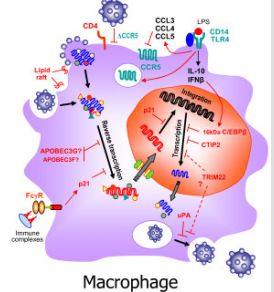 CD4
ΔCCR5
CCL3
CCL4
CCL5
LPS
CD14
TLR4
CCR5
IL-10
IFNβ
Lipid
raft
Integration
p21
Reverse transcription
Transcription
16kDa C/EBPβ
CTIP2
APOBEC3G?
APOBEC3F?
TRIM22
?
FcγR
p21
Immune
complexes
uPA
Macrophage